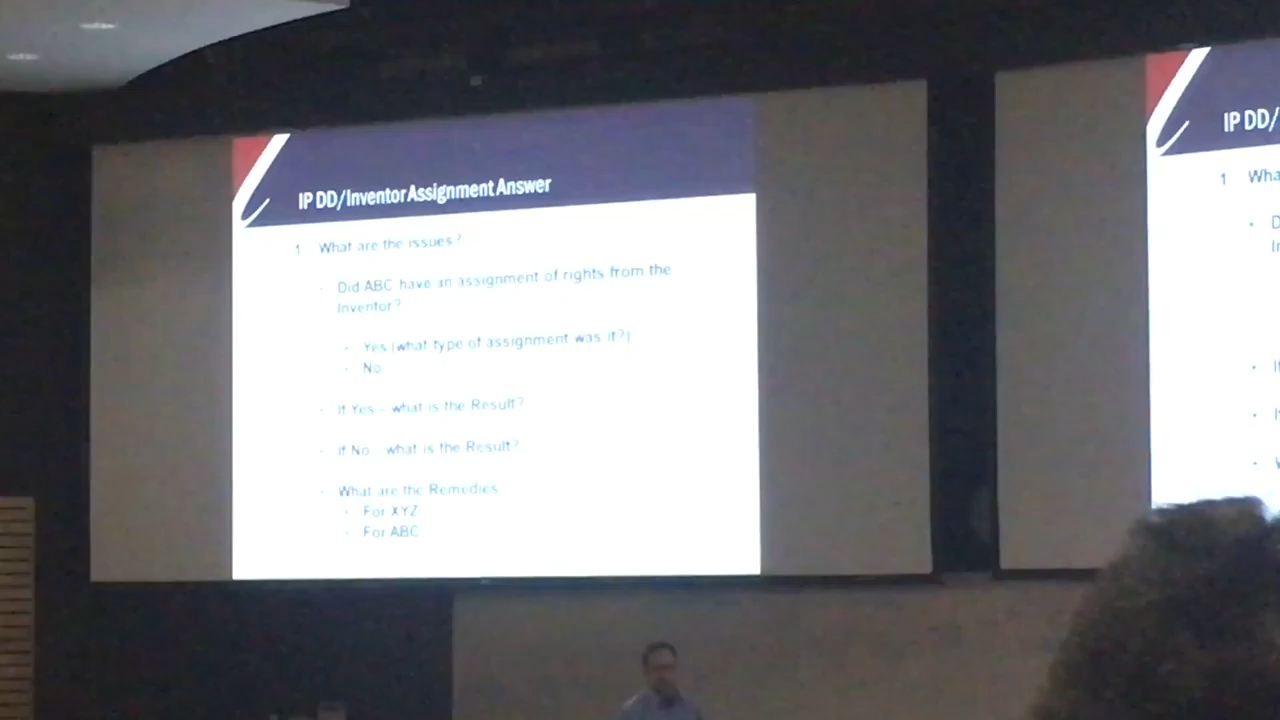 IP DD/Inventor Assignment Answer
1 What are the issues?
• Did ABC have an assignment of rights from the
Inventor?
• Yes (what type of assignment was it?)
• No
• If Yes – what is the Result?
• If No – what is the Result?
• What are the Remedies
• For XYZ
• For ABC
IP DD/
1 Wha